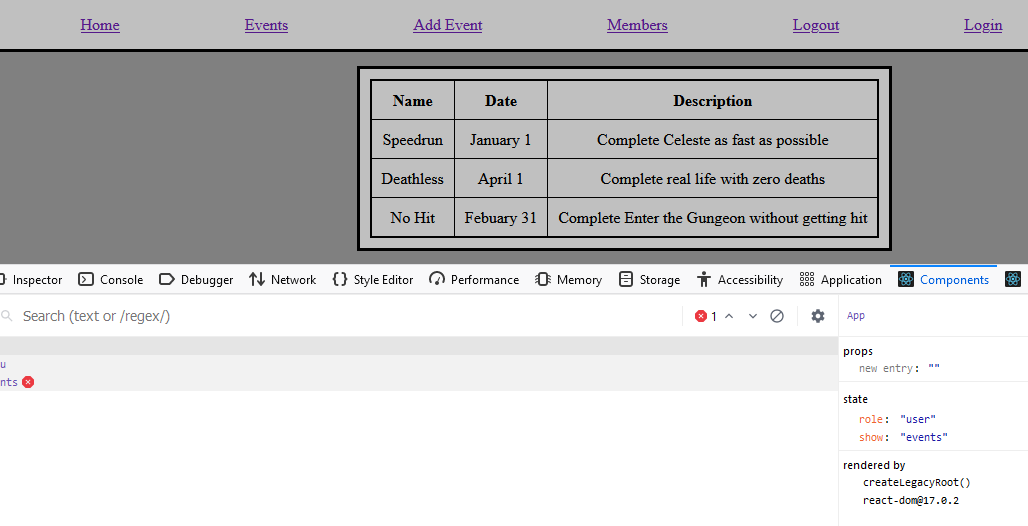 Home Events Add Event Members Logout Login
Name Date Description
Speedrun January 1 Complete Celeste as fast as possible
Deathless April 1 Complete real life with zero deaths
No Hit Febuary 31 Complete Enter the Gungeon without getting hit
Inspector Console Debugger Network Style Editor Performance Memory Storage Accessibility Application Components
Search (text or /regex/) 1 App
props
u
new entry: ""
nts
state
role: "user"
show: "events"
rendered by
createLegacyRoot()
react-dom@17.0.2